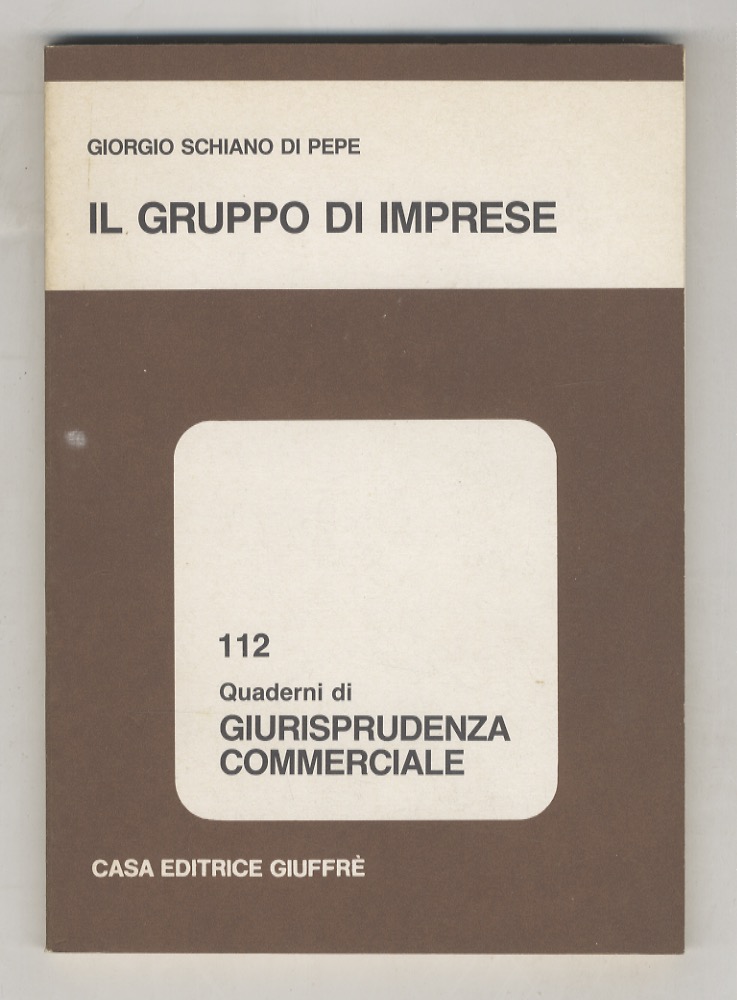 GIORGIO SCHIANO DI PEPE
IL GRUPPO DI IMPRESE
112
Quaderni di
GIURISPRUDENZA
COMMERCIALE
CASA EDITRICE GIUFFRÈ